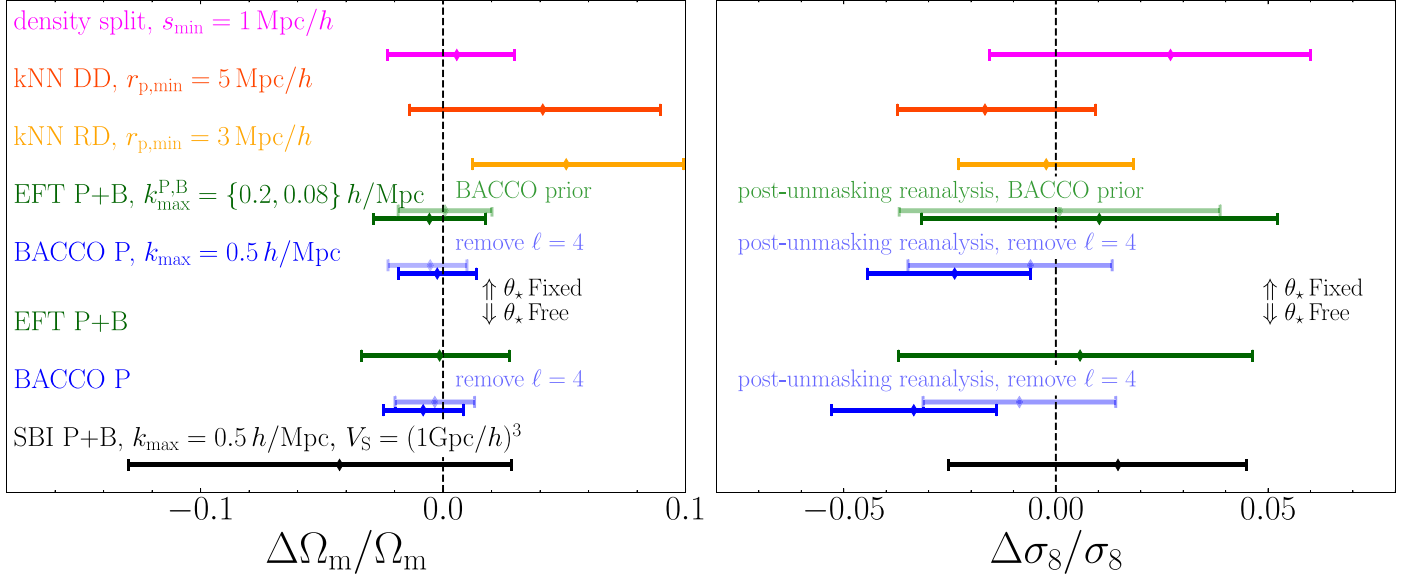 density split, s_min = 1 Mpc/h
kNN DD, r_p,min = 5 Mpc/h
kNN RD, r_p,min = 3 Mpc/h
EFT P+B, k_max^P,B = {0.2, 0.08} h/Mpc
BACCO prior
BACCO P, k_max = 0.5 h/Mpc
remove ℓ = 4
⇑ θ⋆ Fixed
⇓ θ⋆ Free
EFT P+B
BACCO P
remove ℓ = 4
SBI P+B, k_max = 0.5 h/Mpc, V_S = (1Gpc/h)³
−0.1
0.0
0.1
ΔΩ_m/Ω_m
post-unmasking reanalysis, BACCO prior
post-unmasking reanalysis, remove ℓ = 4
⇑ θ⋆ Fixed
⇓ θ⋆ Free
post-unmasking reanalysis, remove ℓ = 4
−0.05
0.00
0.05
Δσ₈/σ₈